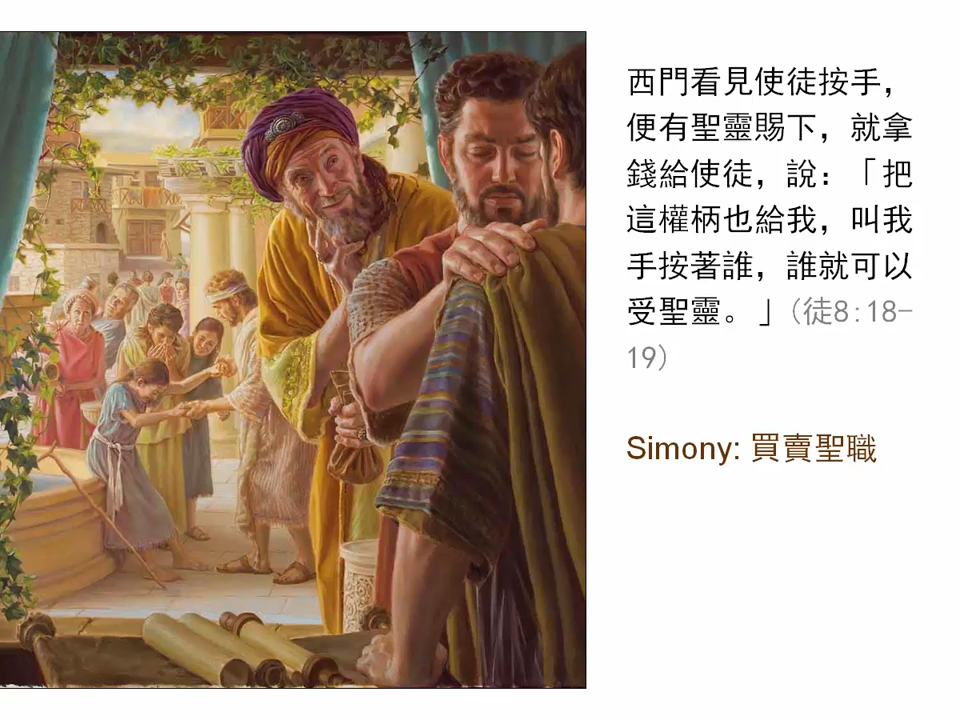 西門看見使徒按手，
便有聖靈賜下，就拿
錢給使徒，說：「把
這權柄也給我，叫我
手按著誰，誰就可以
受聖靈。」（徒8:18-
19）
Simony: 買賣聖職